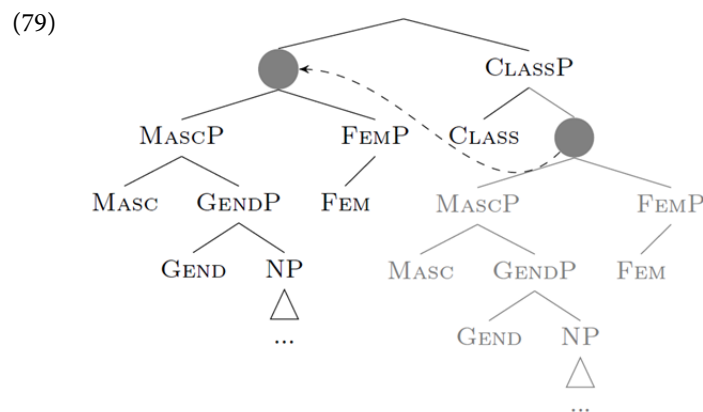 (79)
CLASSP
MASCP FEMP CLASS
MASC GENDP FEM MASCP FEMP
GEND NP MASC GENDP FEM
... GEND NP
...